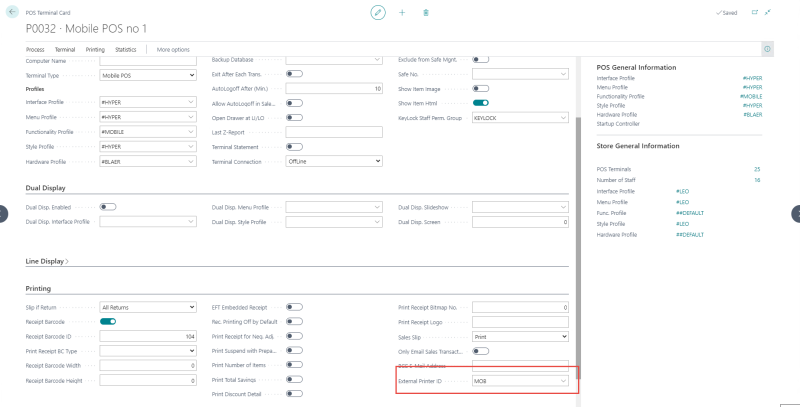 POS Terminal Card
Saved
P0032 · Mobile POS no 1
Process Terminal Printing Statistics More options
Computer Name
Terminal Type Mobile POS
Profiles
Interface Profile #HYPER
Menu Profile #HYPER
Functionality Profile #MOBILE
Style Profile #HYPER
Hardware Profile #BLAER
Backup Database
Exit After Each Trans.
AutoLogoff After (Min) 10
Allow AutoLogoff in Sale...
Open Drawer at LI/LO
Last Z-Report
Terminal Statement
Terminal Connection OffLine
Exclude from Safe Mgnt.
Safe No.
Show Item Image
Show Item Html
KeyLock Staff Perm. Group KEYLOCK
Dual Display
Dual Disp. Enabled
Dual Disp. Interface Profile
Dual Disp. Menu Profile
Dual Disp. Style Profile
Dual Disp. Slideshow
Dual Disp. Screen 0
Line Display
Printing
Slip If Return All Returns
Receipt Barcode
Receipt Barcode ID 104
Print Receipt BC Type
Receipt Barcode Width 0
Receipt Barcode Height 0
EFT Embedded Receipt
Rec. Printing Off by Default
Print Receipt for Neg. Adj.
Print Suspend with Prepa...
Print Number of Items
Print Total Savings
Print Discount Detail
Print Receipt Bitmap No. 0
Print Receipt Logo
Sales Slip Print
Only Email Sales Transact...
BCC E-Mail Address
External Printer ID MOB
POS General Information
Interface Profile #HYPER
Menu Profile #HYPER
Functionality Profile #MOBILE
Style Profile #HYPER
Hardware Profile #BLAER
Startup Controller
Store General Information
POS Terminals 25
Number of Staff 16
Interface Profile #LEO
Menu Profile #LEO
Func. Profile ##DEFAULT
Style Profile #LEO
Hardware Profile ##DEFAULT